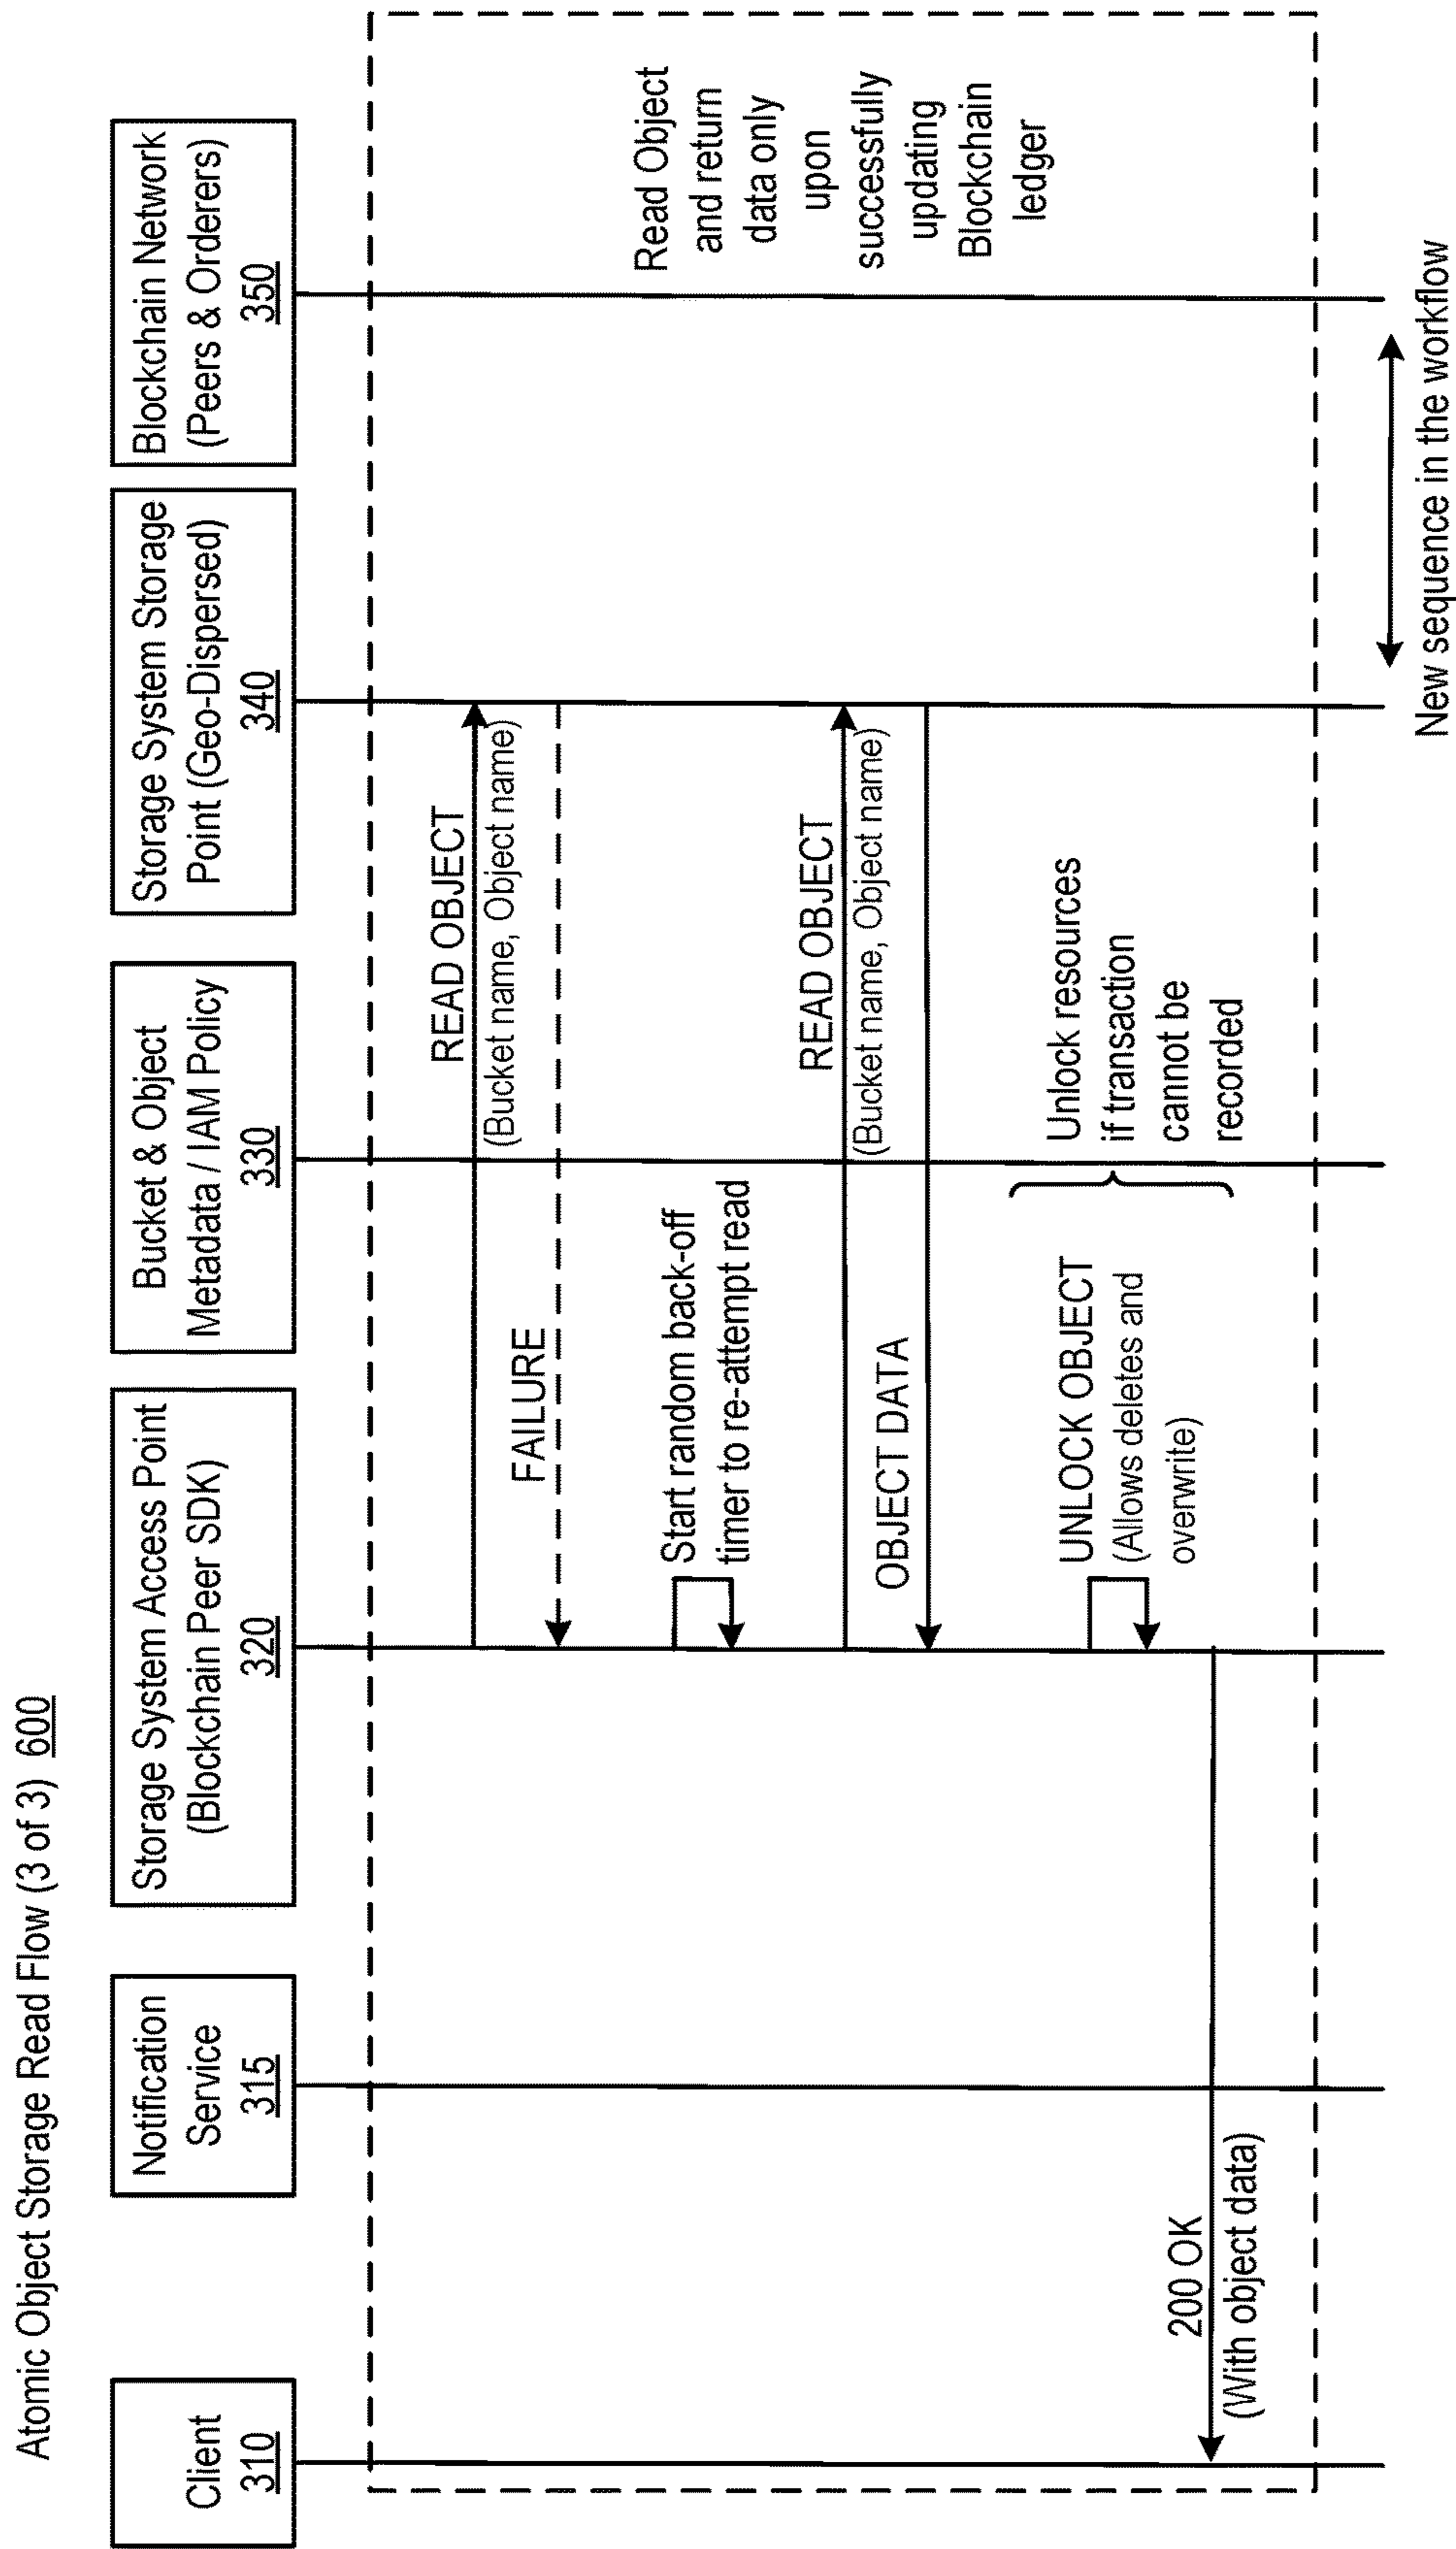 Atomic Object Storage Read Flow (3 of 3) 600
Client
310
Notification
Service
315
Storage System Access Point
(Blockchain Peer SDK)
320
Bucket & Object
Metadata / IAM Policy
330
Storage System Storage
Point (Geo-Dispersed)
340
Blockchain Network
(Peers & Orderers)
350
READ OBJECT
(Bucket name, Object name)
FAILURE
Start random back-off
timer to re-attempt read
Read Object
and return
data only
upon
successfully
updating
Blockchain
ledger
READ OBJECT
(Bucket name, Object name)
OBJECT DATA
UNLOCK OBJECT
(Allows deletes and
overwrite)
Unlock resources
if transaction
cannot be
recorded
200 OK
(With object data)
New sequence in the workflow